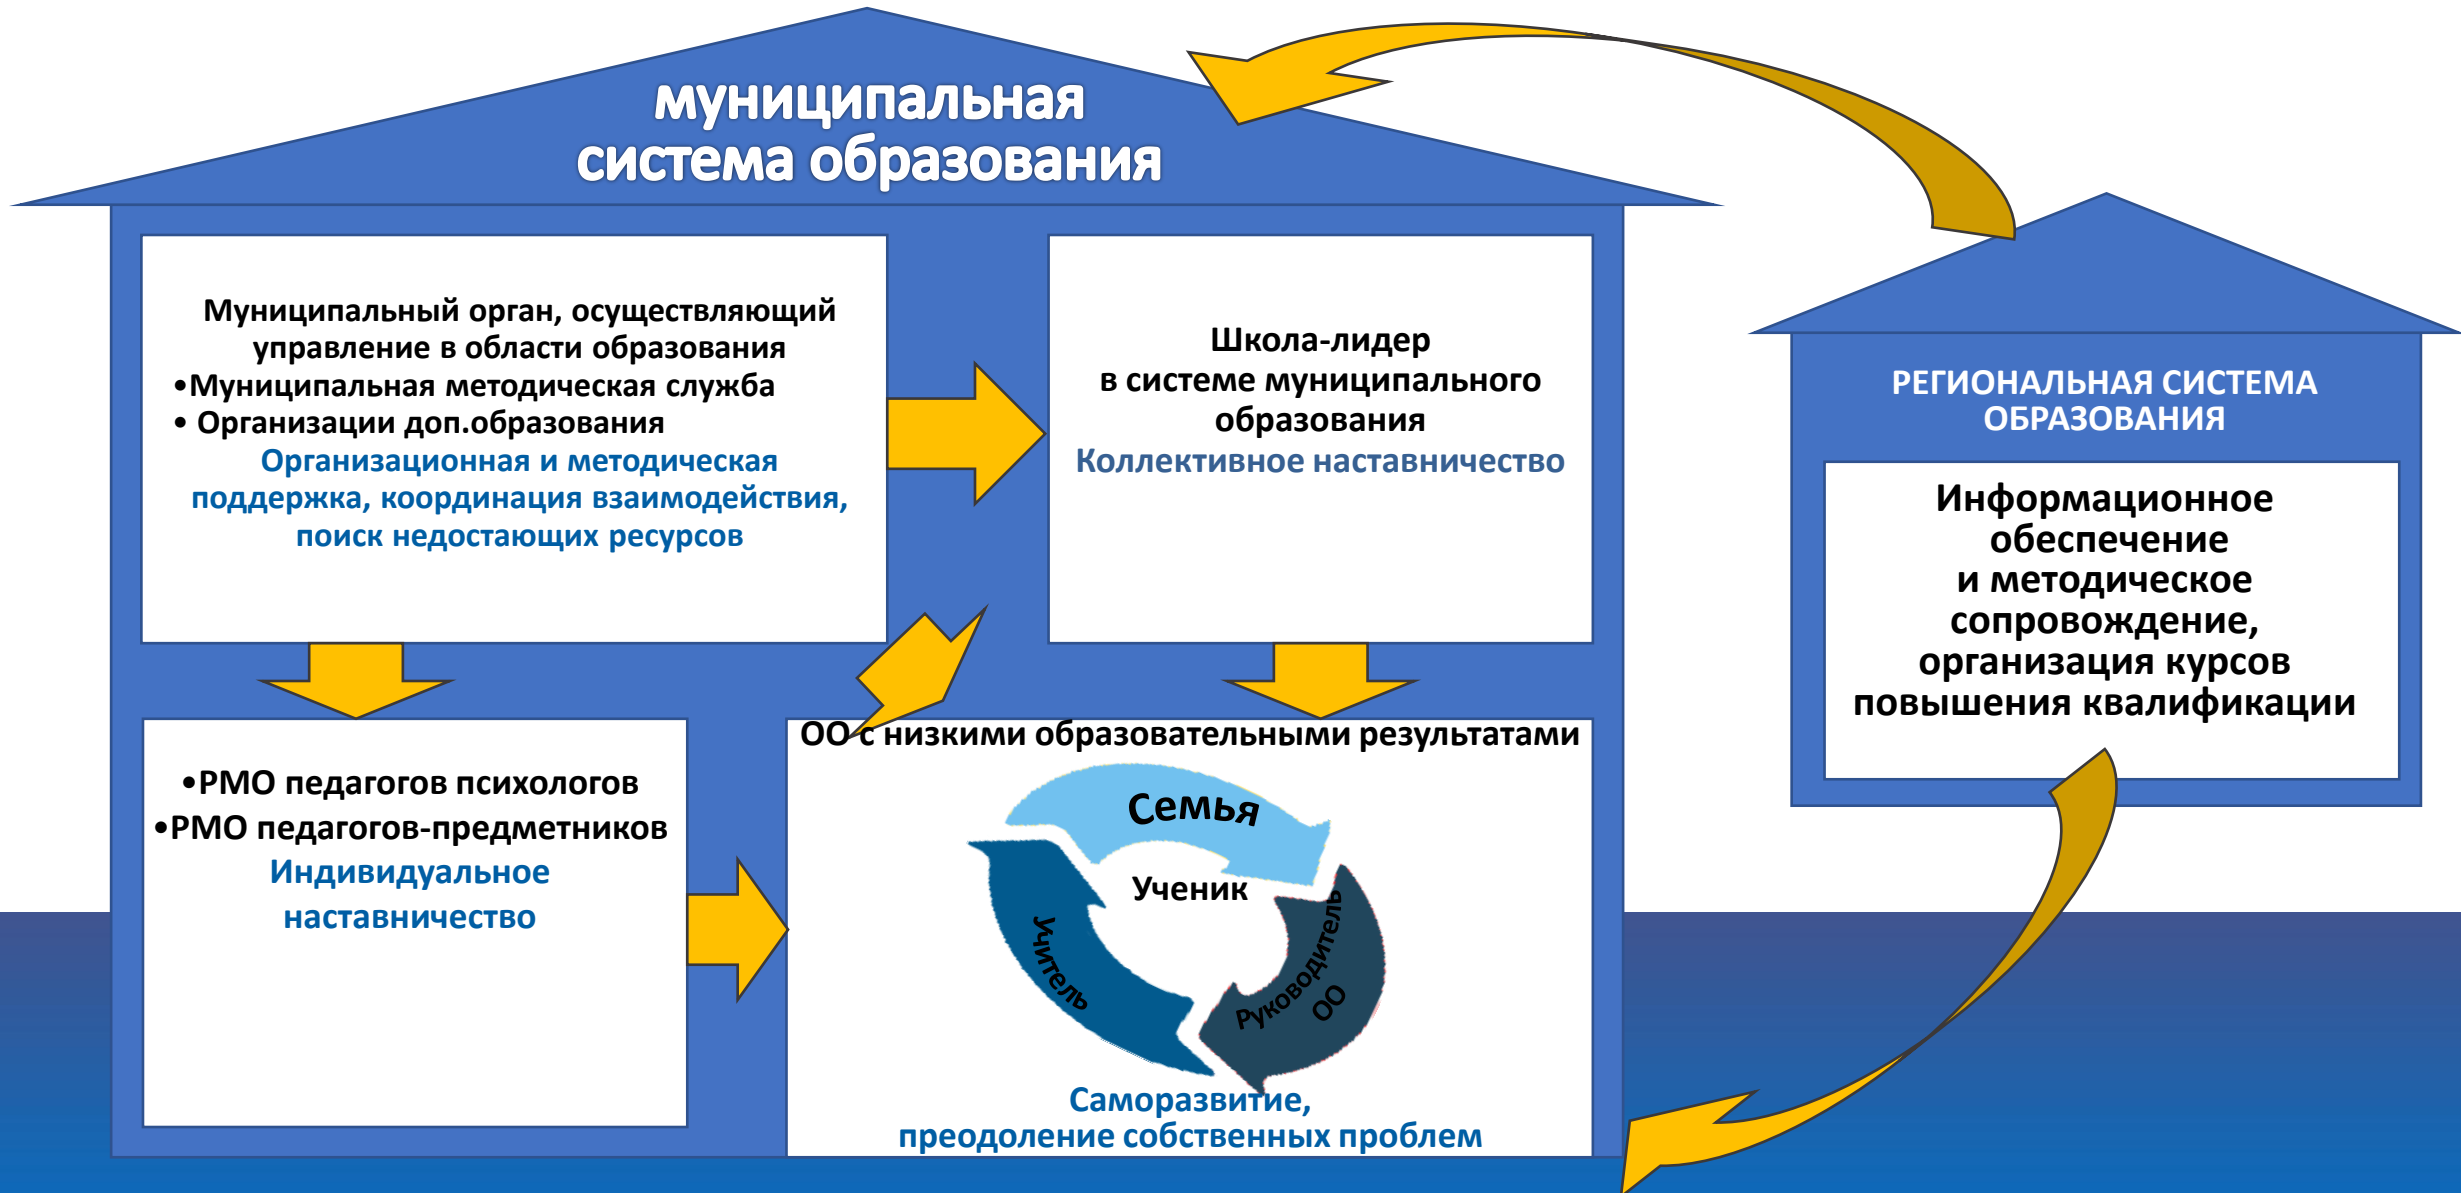 муниципальная
система образования
Муниципальный орган, осуществляющий
управление в области образования
•Муниципальная методическая служба
• Организации доп.образования
Организационная и методическая
поддержка, координация взаимодействия,
поиск недостающих ресурсов
Школа-лидер
в системе муниципального
образования
Коллективное наставничество
РЕГИОНАЛЬНАЯ СИСТЕМА
ОБРАЗОВАНИЯ
Информационное
обеспечение
и методическое
сопровождение,
организация курсов
повышения квалификации
•РМО педагогов психологов
•РМО педагогов-предметников
Индивидуальное
наставничество
ОО с низкими образовательными результатами
Семья
Ученик
Учитель
Руководитель
ОО
Саморазвитие,
преодоление собственных проблем